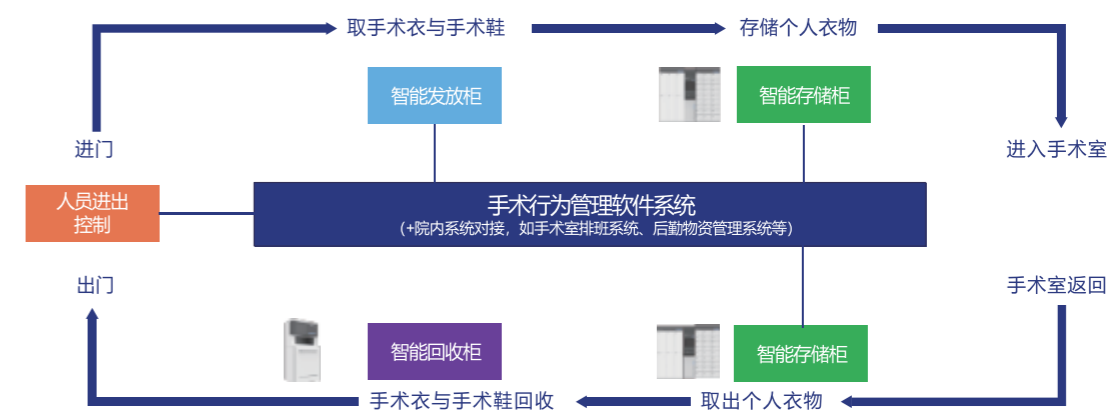 取手术衣与手术鞋
存储个人衣物
智能发放柜
智能存储柜
进门
进入手术室
人员进出
控制
手术行为管理软件系统
（+院内系统对接，如手术室排班系统、后勤物资管理系统等）
出门
手术室返回
智能回收柜
智能存储柜
手术衣与手术鞋回收
取出个人衣物